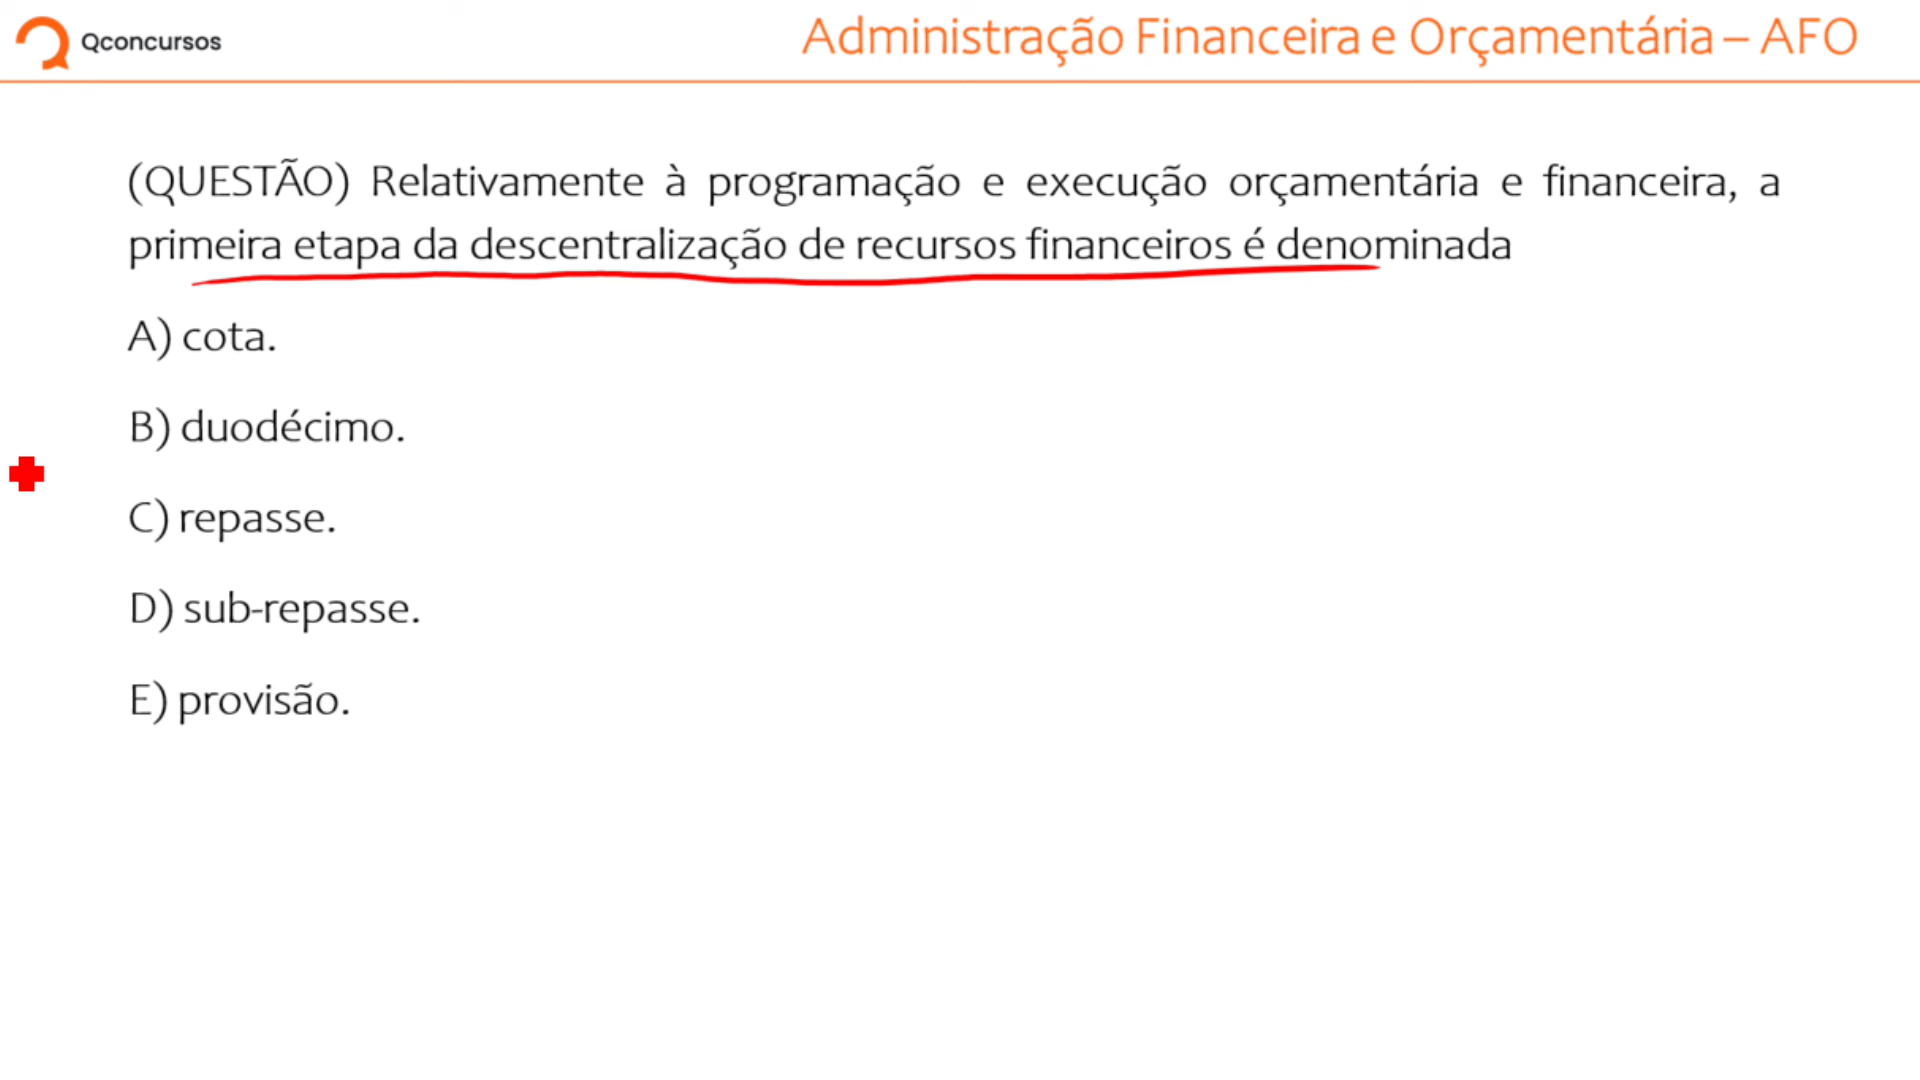 Qconcursos
Administração Financeira e Orçamentária – AFO
(QUESTÃO) Relativamente à programação e execução orçamentária e financeira, a
primeira etapa da descentralização de recursos financeiros é denominada
A) cota.
B) duodécimo.
C) repasse.
D) sub-repasse.
E) provisão.